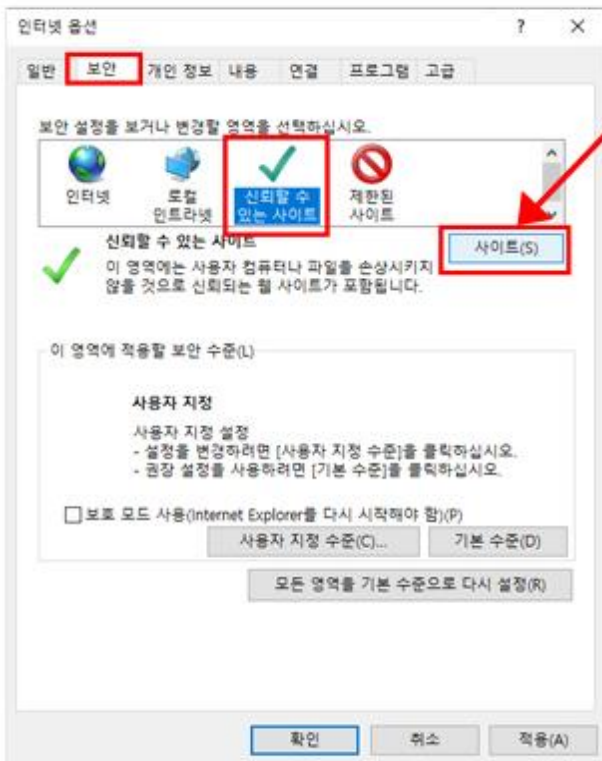 인터넷 옵션 ? ×
일반 보안 개인 정보 내용 연결 프로그램 고급
보안 설정을 보거나 변경할 영역을 선택하십시오.
인터넷
로컬
인트라넷
신뢰할 수
있는 사이트
제한된
사이트
신뢰할 수 있는 사이트
사이트(S)
이 영역에는 사용자 컴퓨터나 파일을 손상시키지
않을 것으로 신뢰되는 웹 사이트가 포함됩니다.
이 영역에 적용할 보안 수준(L)
사용자 지정
사용자 지정 설정
- 설정을 변경하려면 [사용자 지정 수준]을 클릭하십시오.
- 권장 설정을 사용하려면 [기본 수준]을 클릭하십시오.
보호 모드 사용(Internet Explorer를 다시 시작해야 함)(P)
사용자 지정 수준(C)... 기본 수준(D)
모든 영역을 기본 수준으로 다시 설정(R)
확인 취소 적용(A)